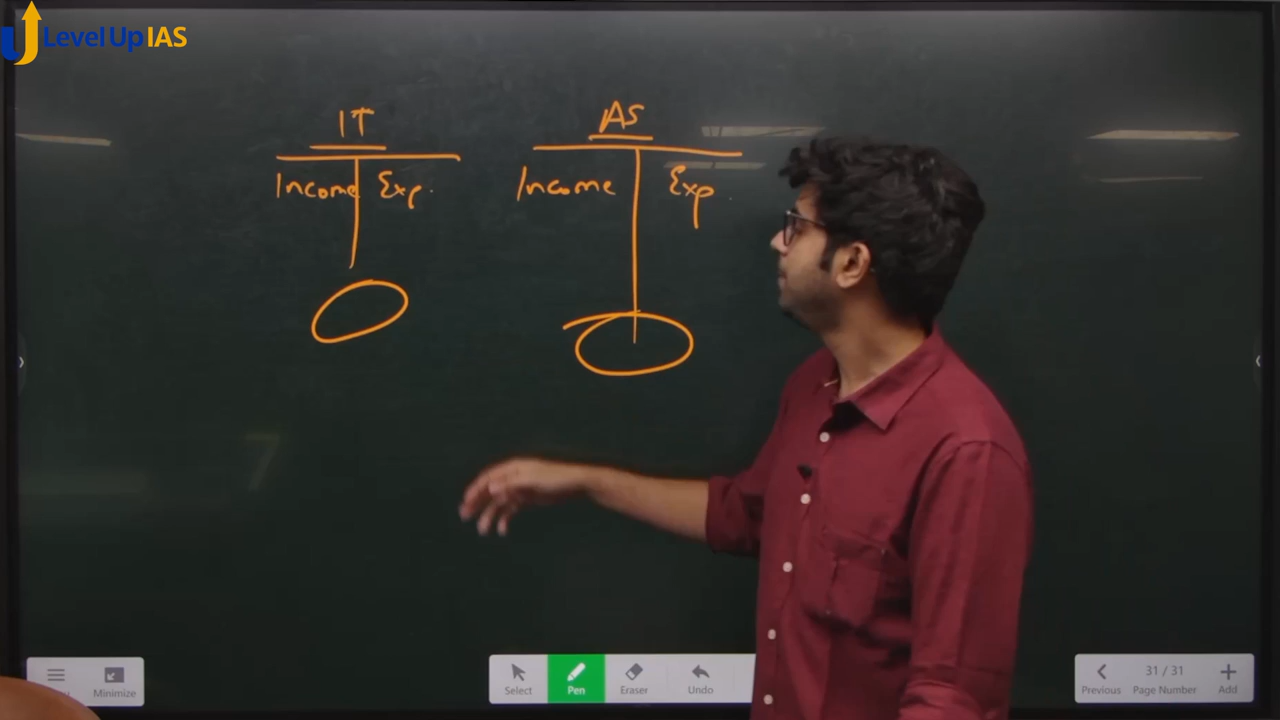 Level Up IAS
IT
AS
Income Exp.
Income Exp.
Minimize
Select
Pen
Eraser
Undo
31 / 31
Previous
Page Number
Add